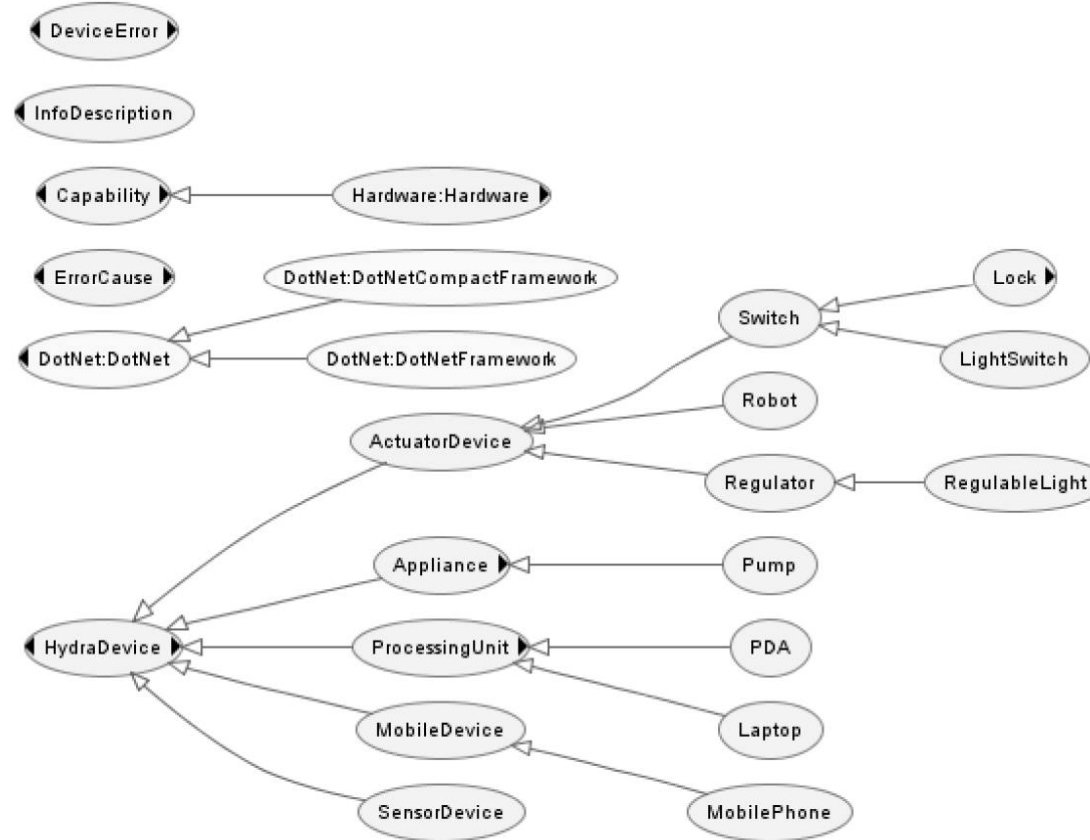 DeviceError
InfoDescription
Capability
Hardware:Hardware
ErrorCause
DotNet:DotNetCompactFramework
Lock
Switch
DotNet:DotNet
DotNet:DotNetFramework
LightSwitch
Robot
ActuatorDevice
Regulator
RegulableLight
Appliance
Pump
HydraDevice
ProcessingUnit
PDA
MobileDevice
Laptop
SensorDevice
MobilePhone